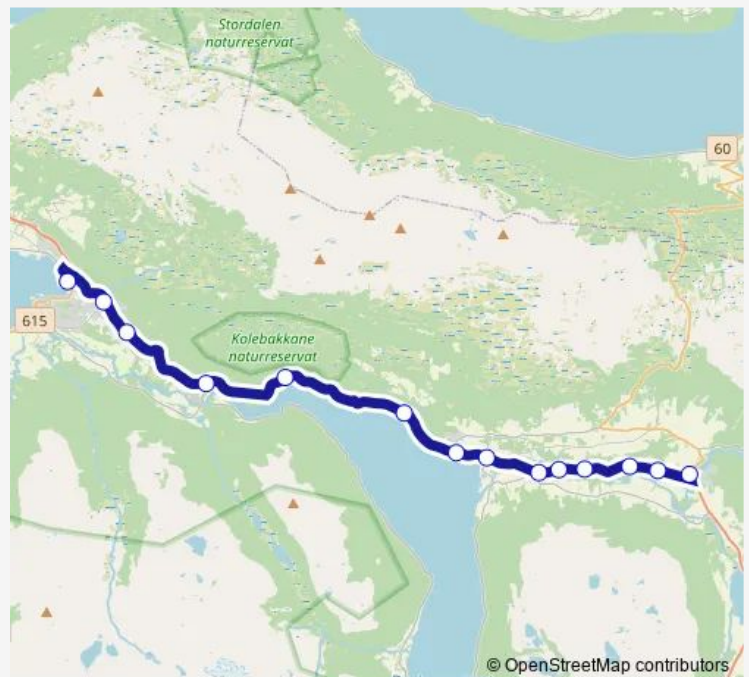 Stordalen
naturreservat
60
615
Kolebakkane
naturreservat
© OpenStreetMap contributors